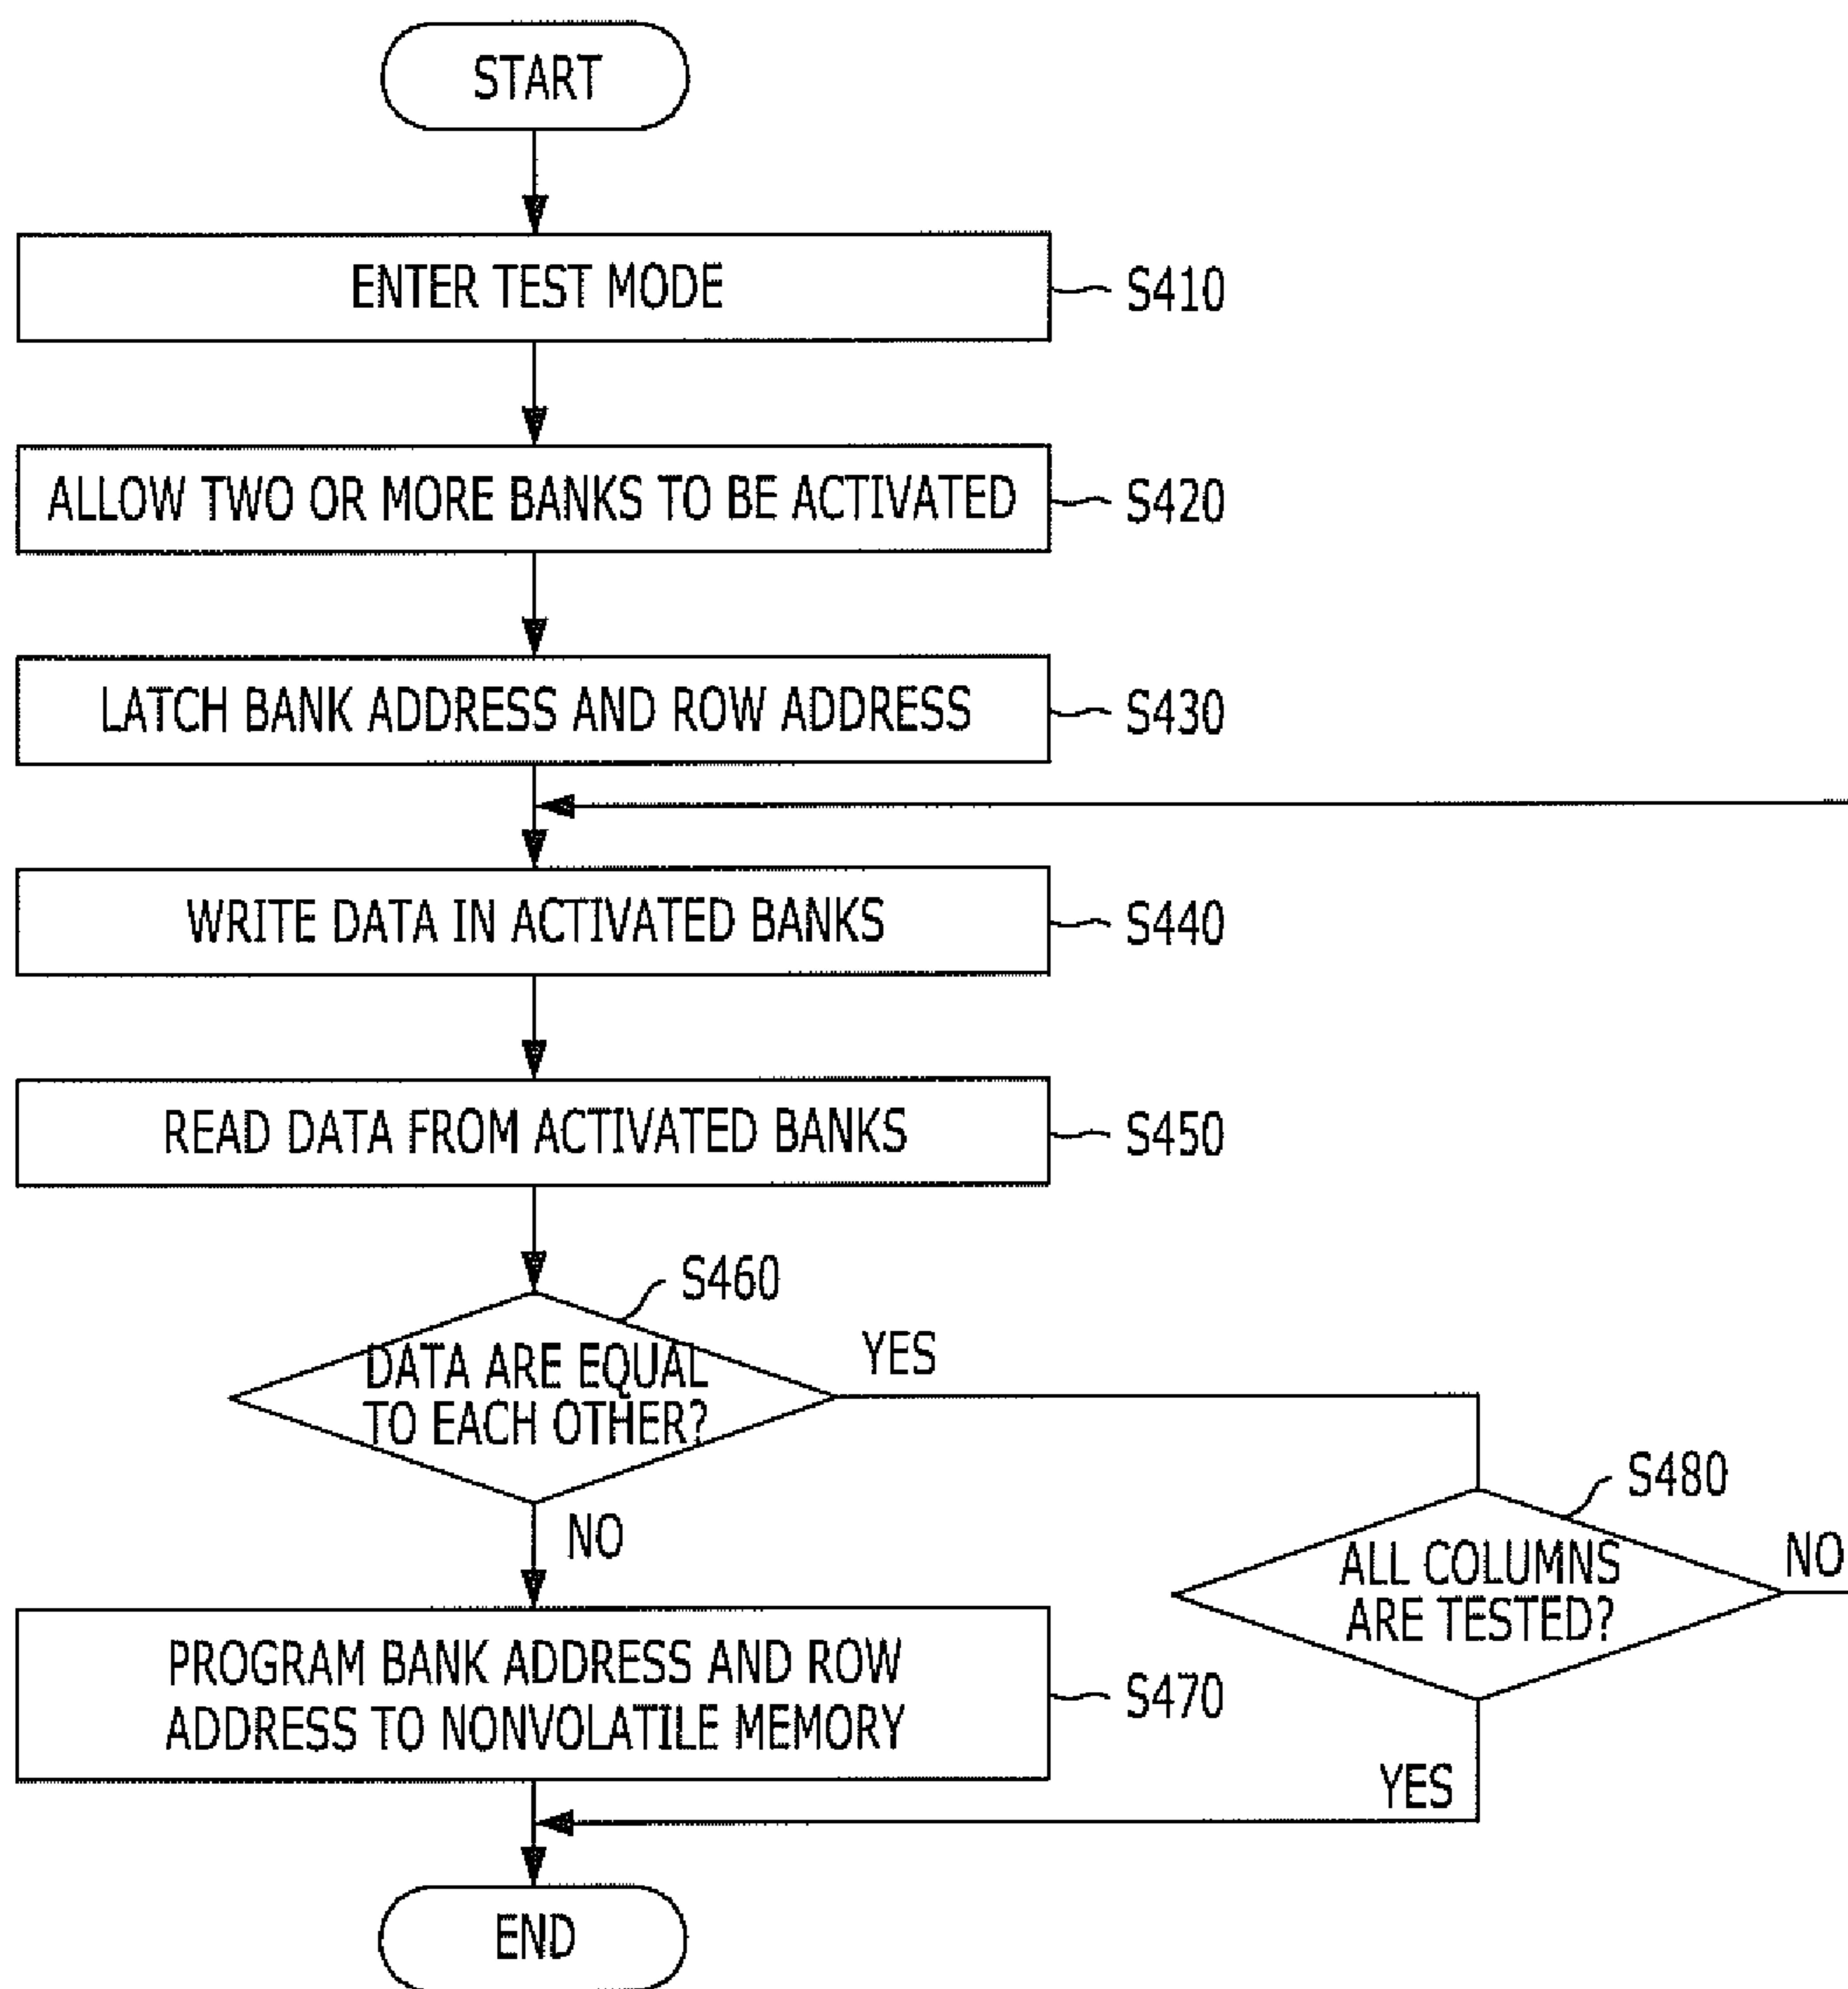 START
ENTER TEST MODE
S410
ALLOW TWO OR MORE BANKS TO BE ACTIVATED
S420
LATCH BANK ADDRESS AND ROW ADDRESS
S430
WRITE DATA IN ACTIVATED BANKS
S440
READ DATA FROM ACTIVATED BANKS
S450
S460
DATA ARE EQUAL
TO EACH OTHER?
YES
NO
S480
ALL COLUMNS
ARE TESTED?
NO
YES
PROGRAM BANK ADDRESS AND ROW
ADDRESS TO NONVOLATILE MEMORY
S470
END